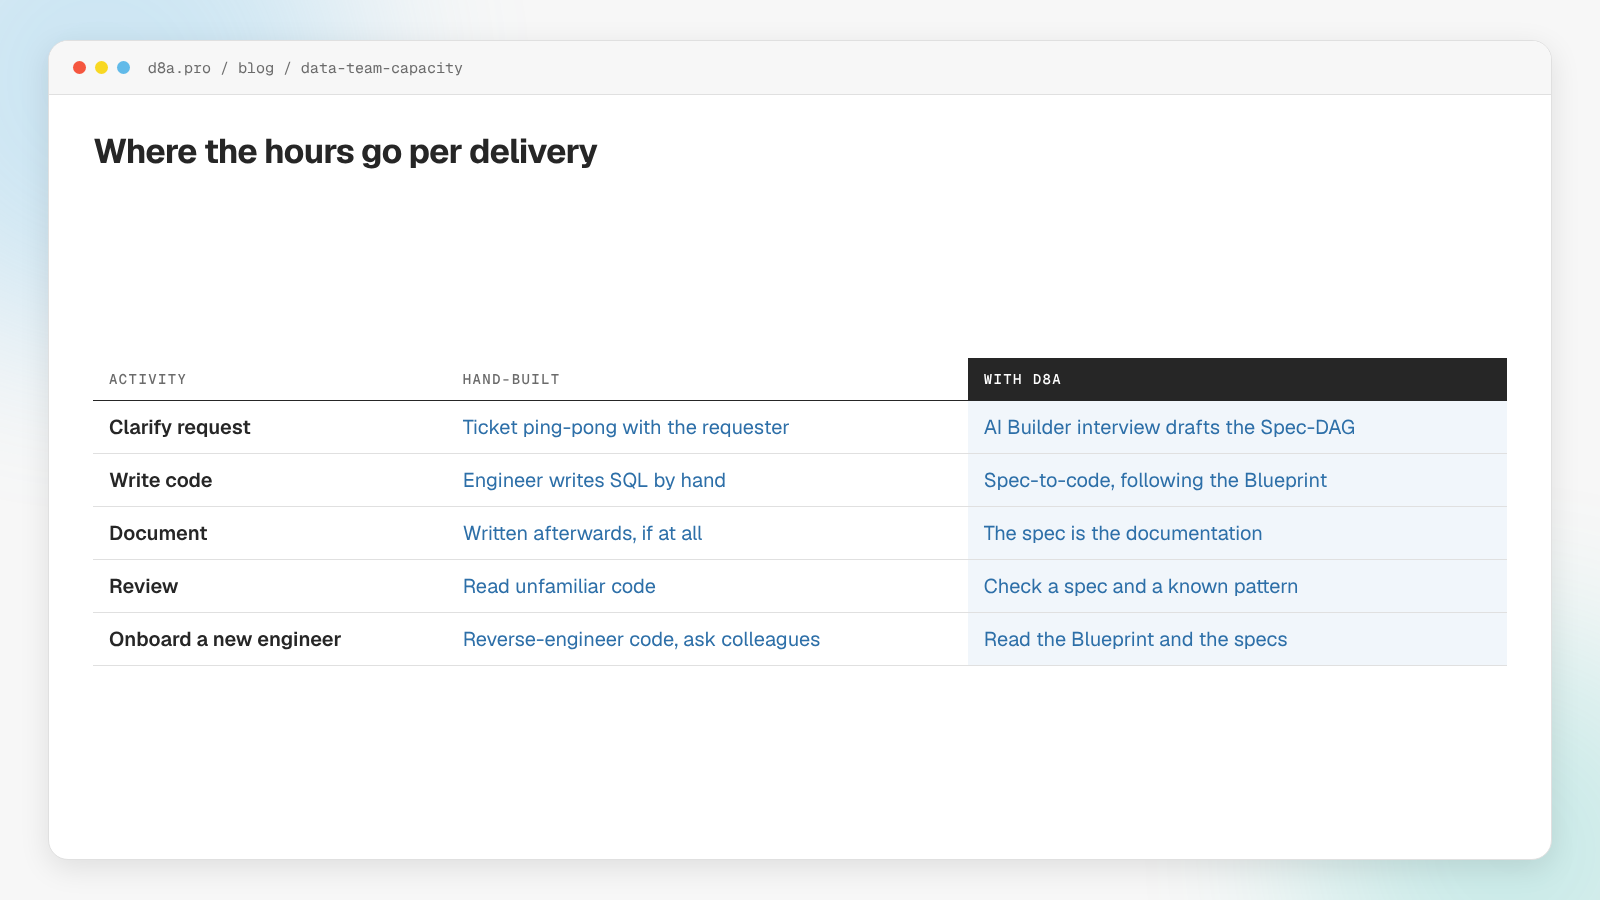 d8a.pro / blog / data-team-capacity
Where the hours go per delivery
ACTIVITY HAND-BUILT WITH D8A
Clarify request Ticket ping-pong with the requester AI Builder interview drafts the Spec-DAG
Write code Engineer writes SQL by hand Spec-to-code, following the Blueprint
Document Written afterwards, if at all The spec is the documentation
Review Read unfamiliar code Check a spec and a known pattern
Onboard a new engineer Reverse-engineer code, ask colleagues Read the Blueprint and the specs